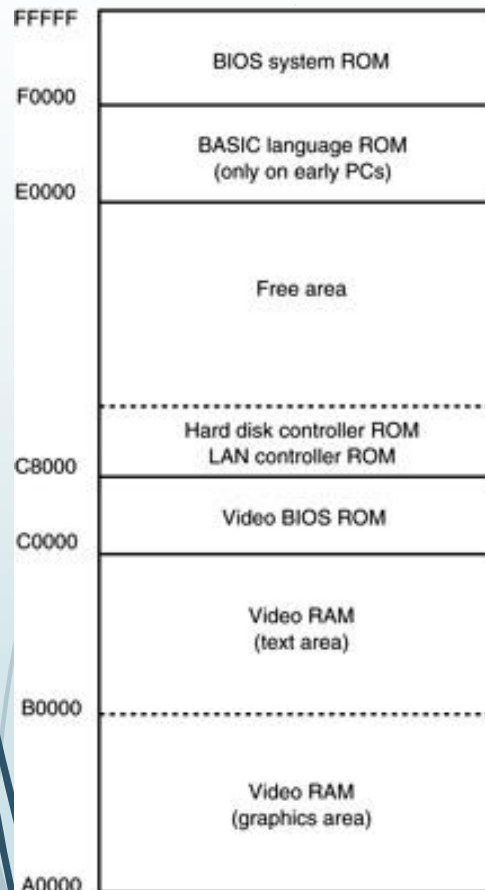 FFFFF
BIOS system ROM
F0000
BASIC language ROM
(only on early PCs)
E0000
Free area
Hard disk controller ROM
LAN controller ROM
C8000
Video BIOS ROM
C0000
Video RAM
(text area)
B0000
Video RAM
(graphics area)
A0000